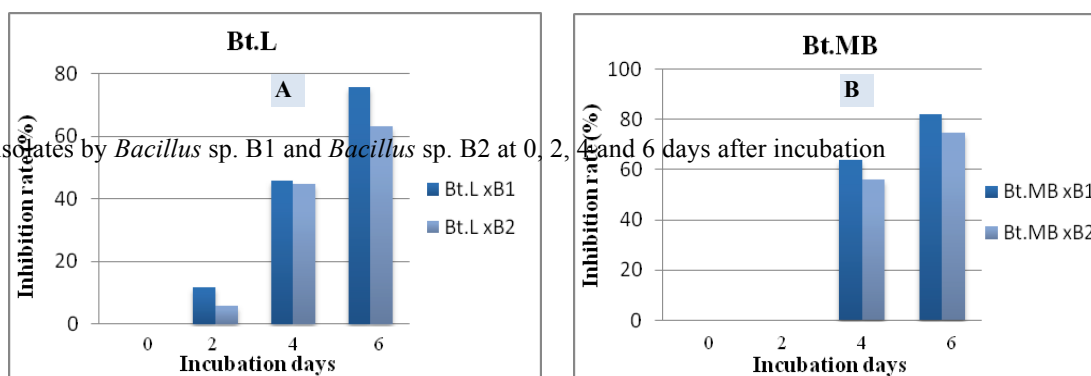 Bt.L
80
60
40
20
0
0 2 4 6
A
Inhibition rate (%)
Incubation days
Bt.L xB1
Bt.L xB2
Bt.MB
100
80
60
40
20
0
0 2 4 6
B
Inhibition rate (%)
Incubation days
Bt.MB xB1
Bt.MB xB2
by Bacillus sp. B1 and Bacillus sp. B2 at 0, 2, 4 and 6 days after incubation